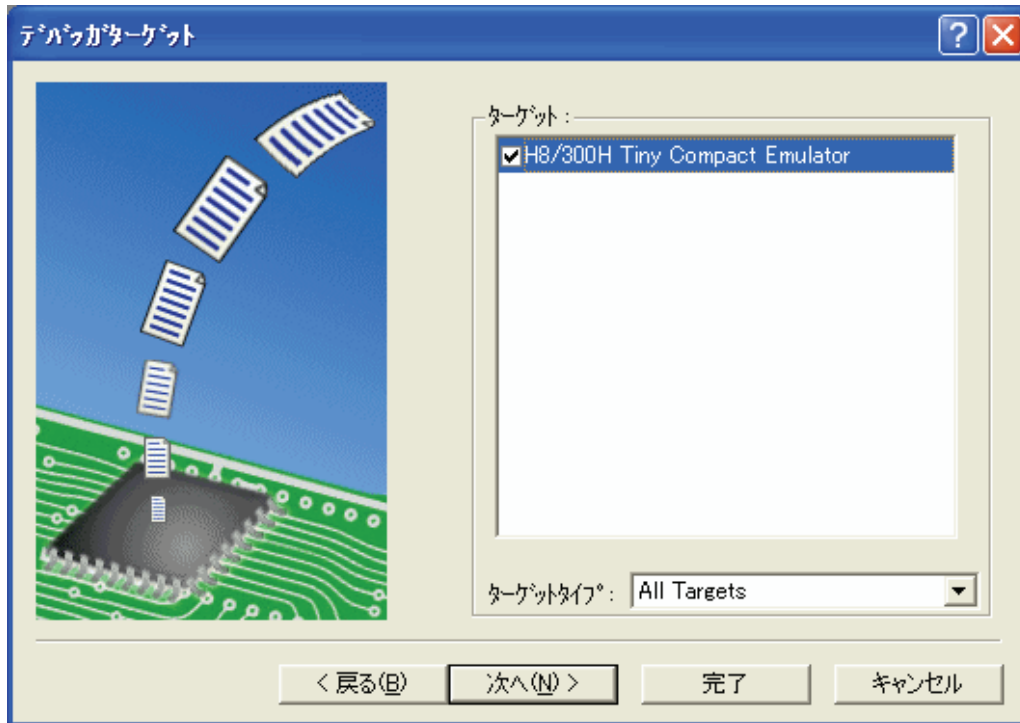 ﾃﾞﾊﾞｯｶﾞﾀｰｹﾞｯﾄ
ﾀｰｹﾞｯﾄ :
H8/300H Tiny Compact Emulator
ﾀｰｹﾞｯﾄﾀｲﾌﾟ : All Targets
< 戻る(B) 次へ(N) > 完了 キャンセル